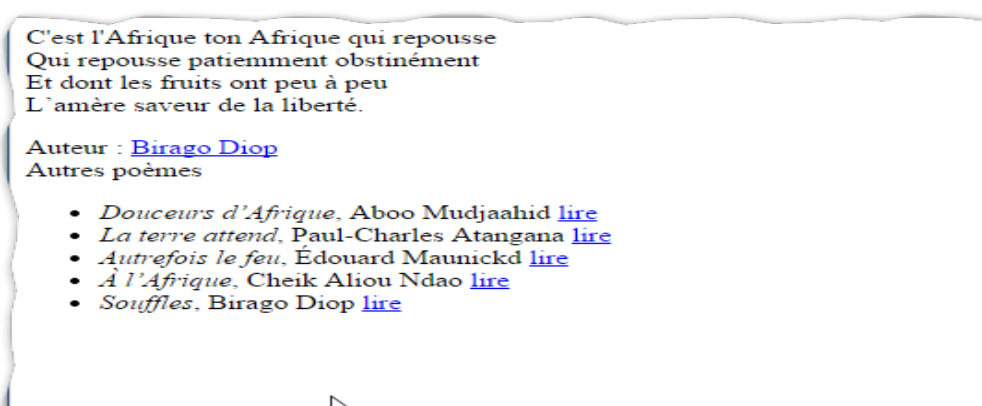 C'est l'Afrique ton Afrique qui repousse
Qui repousse patiemment obstinément
Et dont les fruits ont peu à peu
L`amère saveur de la liberté.
Auteur : Birago Diop
Autres poèmes
• Douceurs d’Afrique, Aboo Mudjaahid lire
• La terre attend, Paul-Charles Atangana lire
• Autrefois le feu, Édouard Maunickd lire
• À l’Afrique, Cheik Aliou Ndao lire
• Souffles, Birago Diop lire